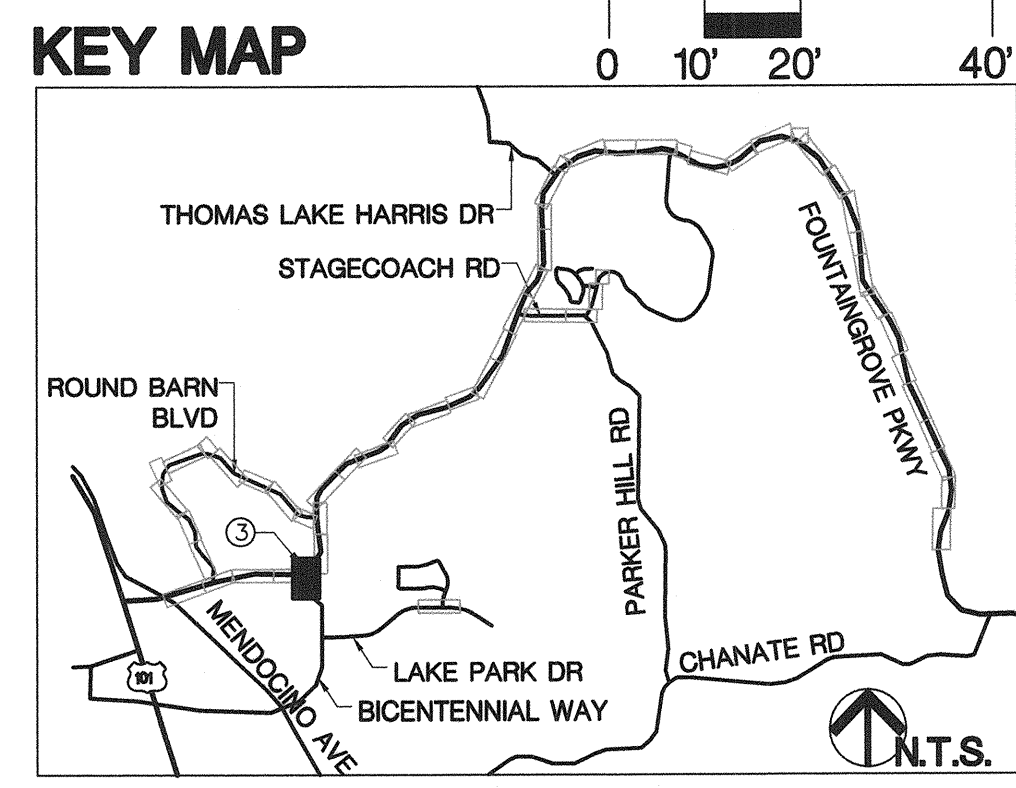 KEY MAP
0 10' 20' 40'
THOMAS LAKE HARRIS DR
STAGECOACH RD
FOUNTAINGROVE PKWY
ROUND BARN
BLVD
PARKER HILL RD
3
MENDOCINO AVE
CHANATE RD
LAKE PARK DR
101
BICENTENNIAL WAY
N.T.S.